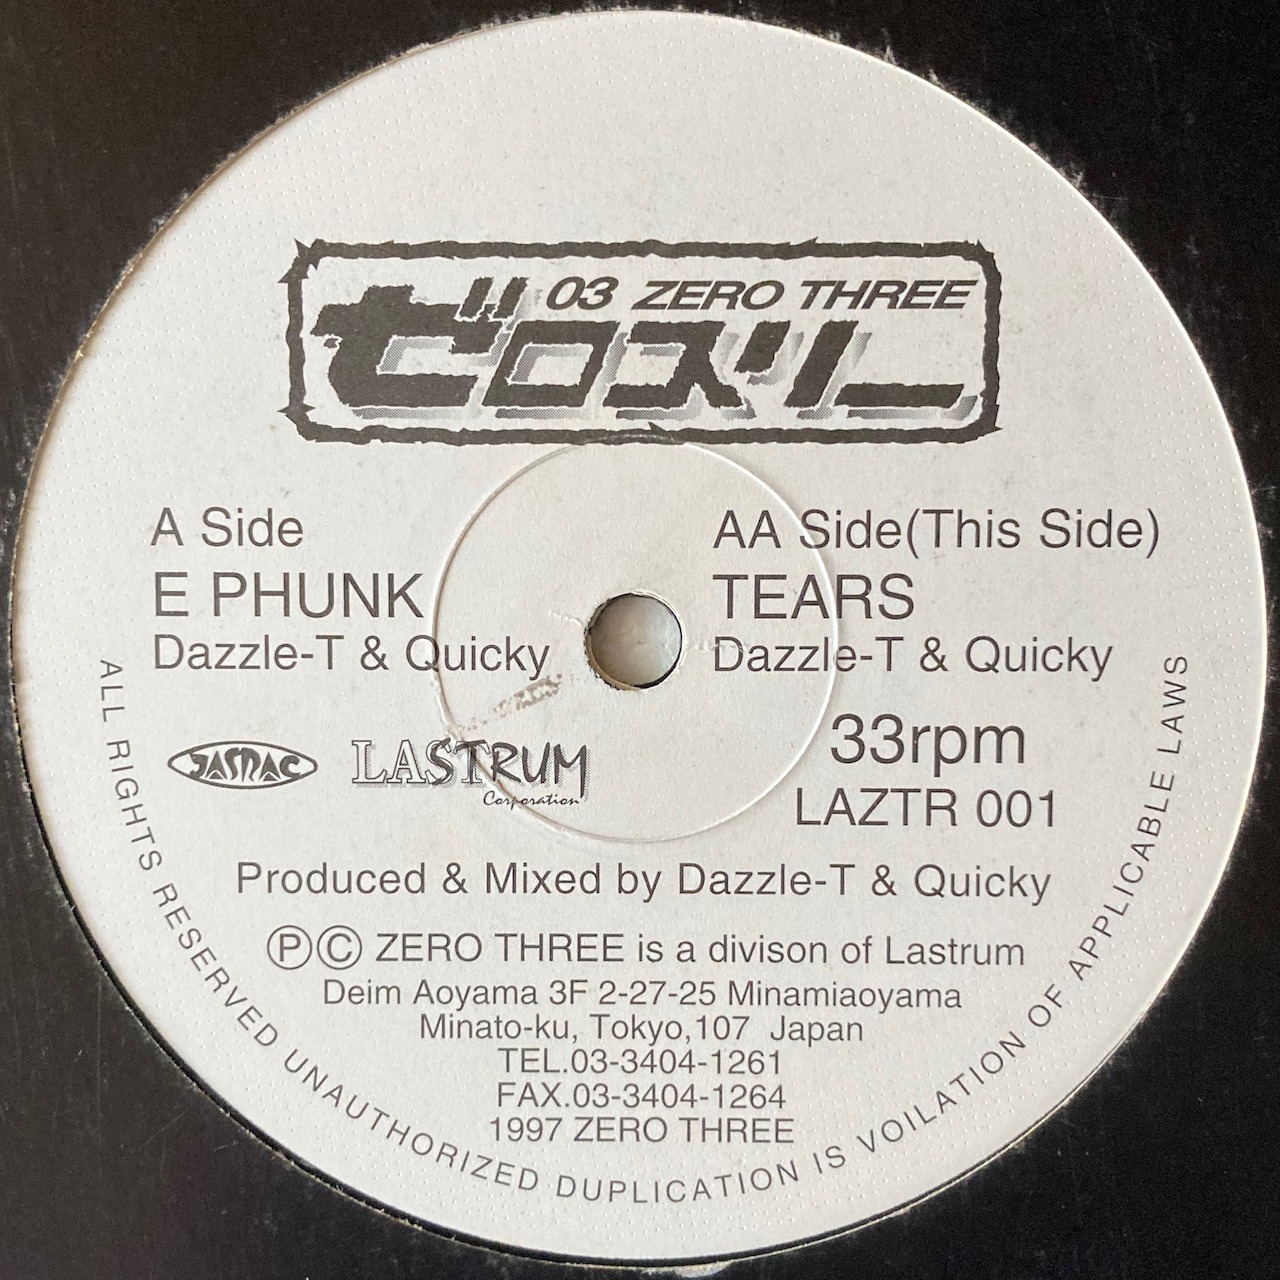 03 ZERO THREE
ゼロスリー
A Side
E PHUNK
Dazzle-T & Quicky
AA Side(This Side)
TEARS
Dazzle-T & Quicky
JASRAC
LASTRUM
Corporation
33rpm
LAZTR 001
Produced & Mixed by Dazzle-T & Quicky
ⓅⒸ ZERO THREE is a divison of Lastrum
Deim Aoyama 3F 2-27-25 Minamiaoyama
Minato-ku, Tokyo,107 Japan
TEL.03-3404-1261
FAX.03-3404-1264
1997 ZERO THREE
ALL RIGHTS RESERVED UNAUTHORIZED DUPLICATION IS VOILATION OF APPLICABLE LAWS